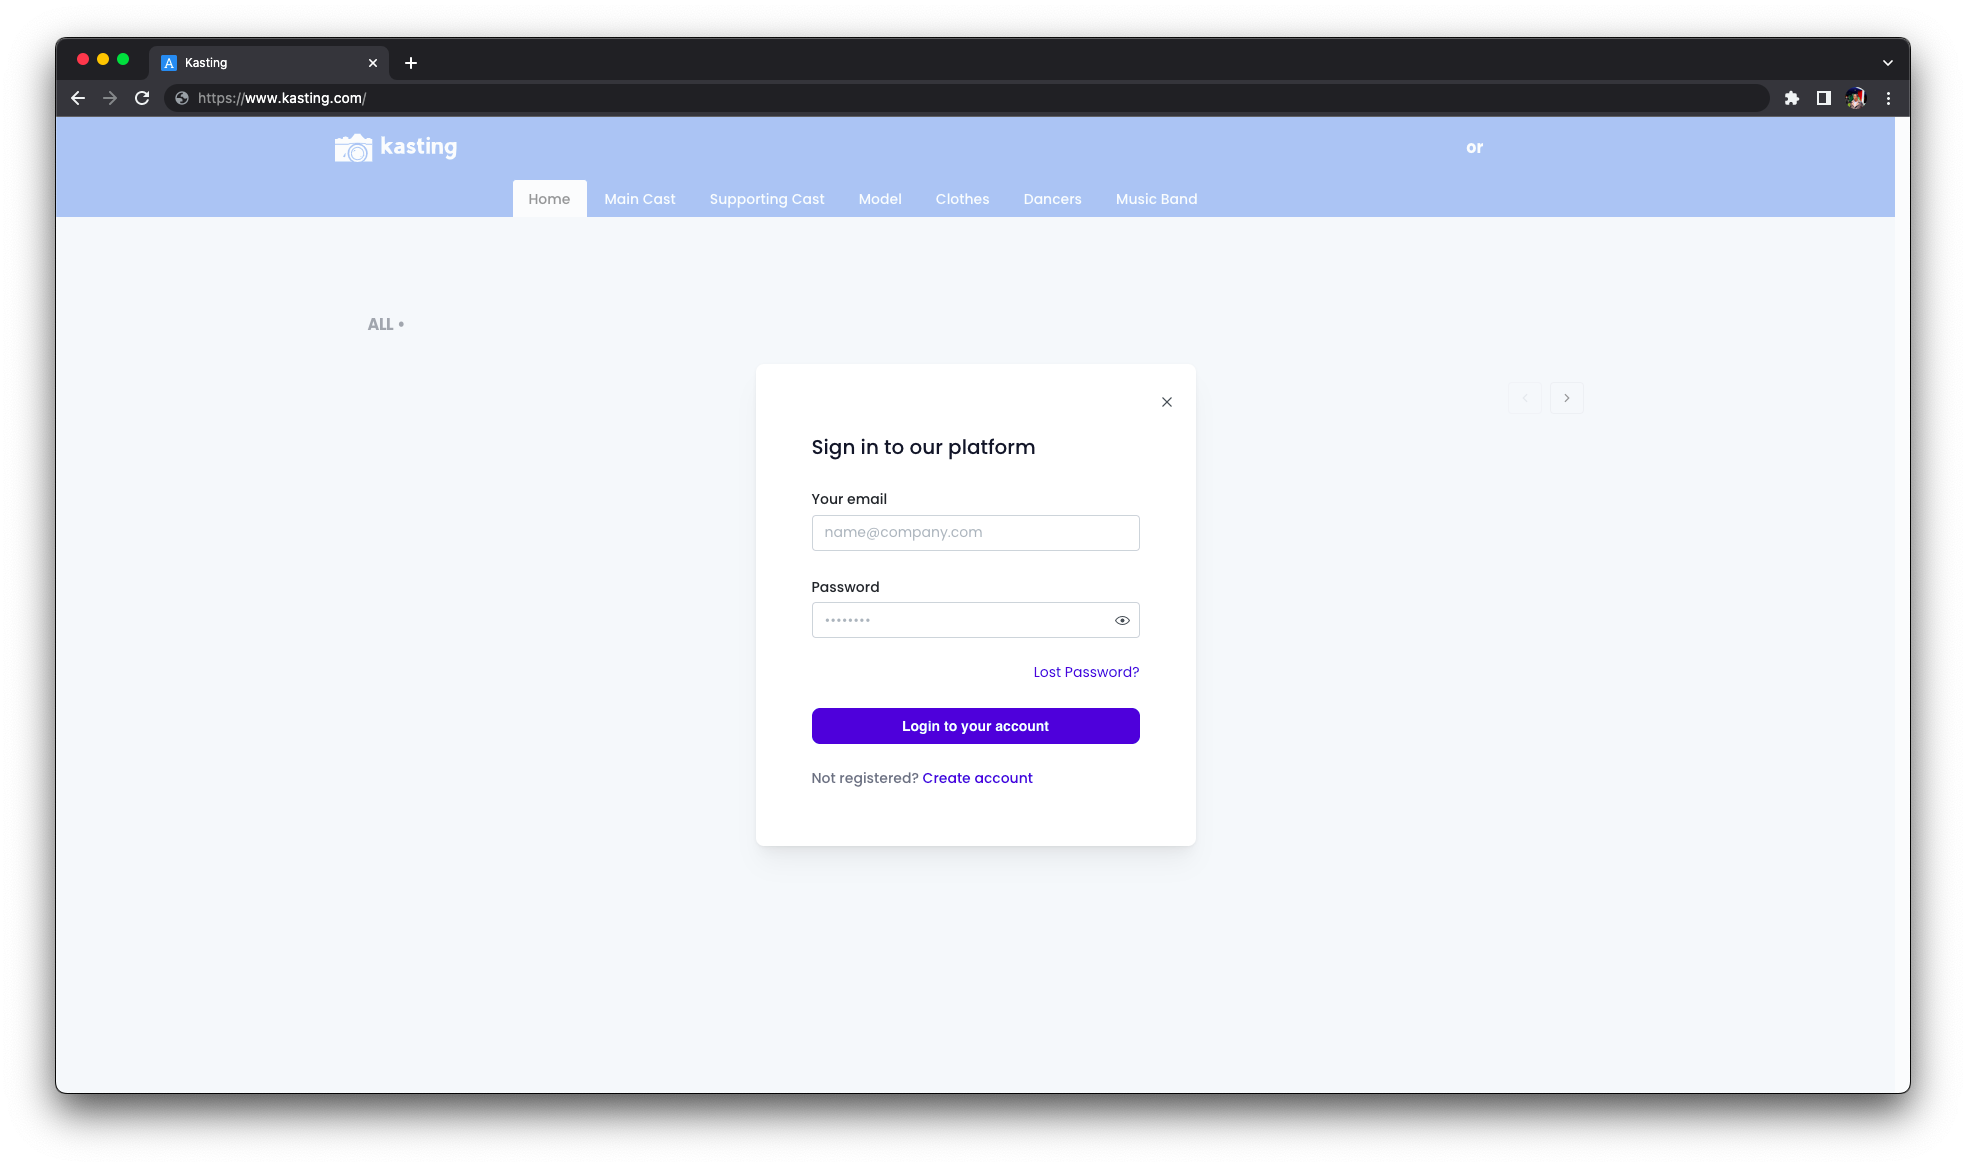 Kasting
https://www.kasting.com/
kasting
or
Home Main Cast Supporting Cast Model Clothes Dancers Music Band
ALL •
Sign in to our platform
Your email
name@company.com
Password
••••••••
Lost Password?
Login to your account
Not registered? Create account